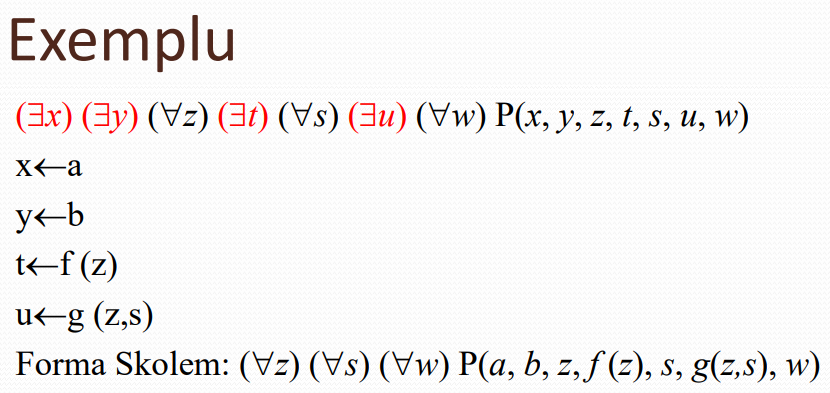 Exemplu
(∃x) (∃y) (∀z) (∃t) (∀s) (∃u) (∀w) P(x, y, z, t, s, u, w)
x←a
y←b
t←f (z)
u←g (z,s)
Forma Skolem: (∀z) (∀s) (∀w) P(a, b, z, f (z), s, g(z,s), w)